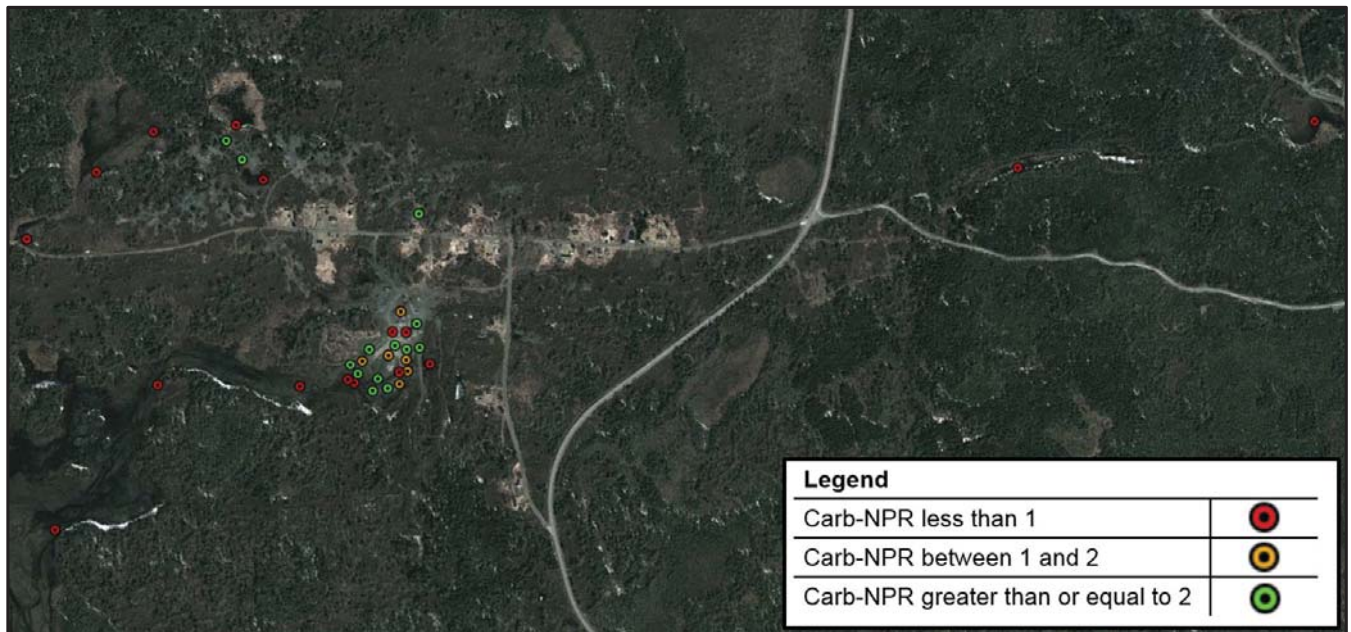 Legend
Carb-NPR less than 1
Carb-NPR between 1 and 2
Carb-NPR greater than or equal to 2